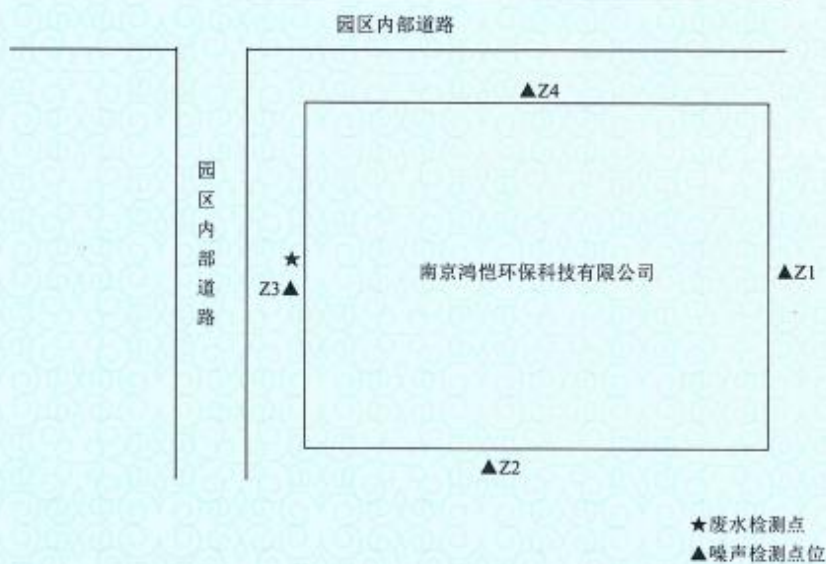 园区内部道路
▲Z4
园区内部道路
★
南京鸿恺环保科技有限公司
▲Z1
Z3▲
▲Z2
★废水检测点
▲噪声检测点位